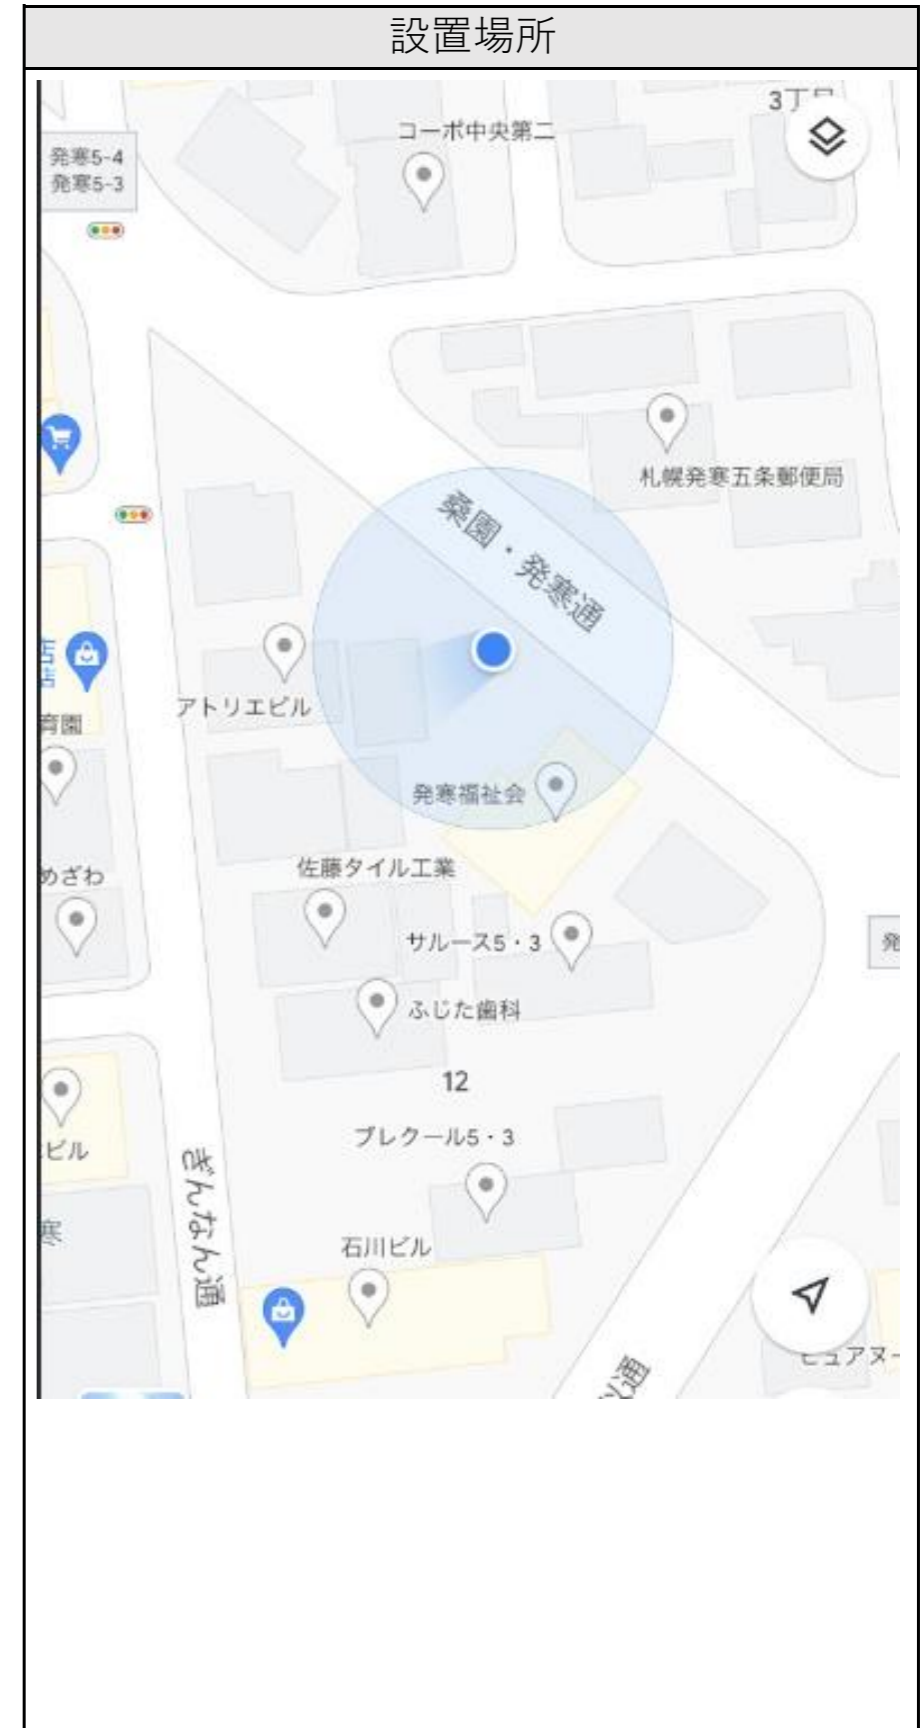 設置場所
3丁目
コーポ中央第二
発寒5-4
発寒5-3
札幌発寒五条郵便局
桑園・発寒通
店
アトリエビル
育園
発寒福祉会
佐藤タイル工業
めざわ
サルース5・3
発
ふじた歯科
12
ブレクール5・3
ビル
ぎんなん通
寒
石川ビル
ピュアヌー
通